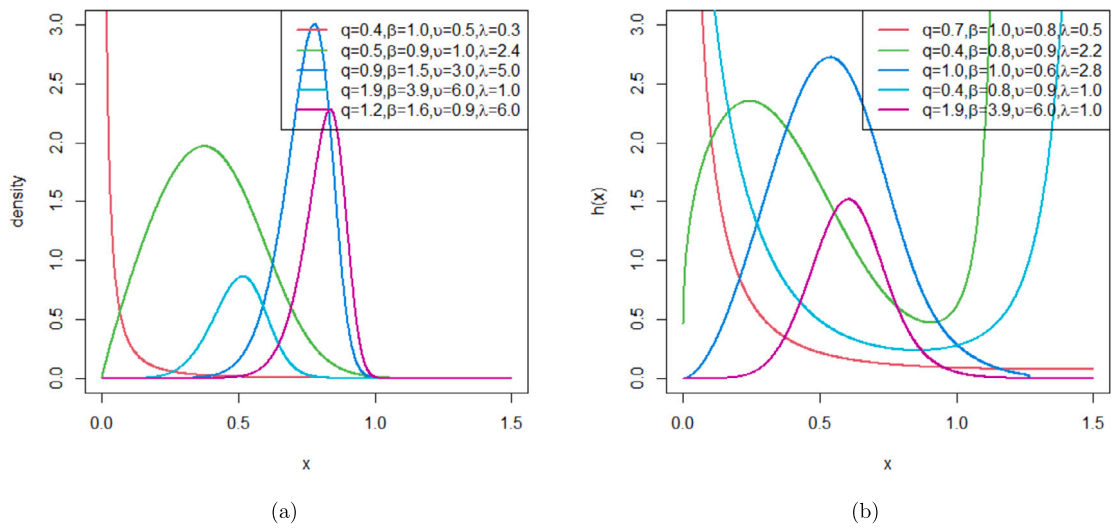 q=0.4,β=1.0,υ=0.5,λ=0.3
q=0.5,β=0.9,υ=1.0,λ=2.4
q=0.9,β=1.5,υ=3.0,λ=5.0
q=1.9,β=3.9,υ=6.0,λ=1.0
q=1.2,β=1.6,υ=0.9,λ=6.0
density
3.0
2.5
2.0
1.5
1.0
0.5
0.0
0.0 0.5 1.0 1.5
x
(a)
q=0.7,β=1.0,υ=0.8,λ=0.5
q=0.4,β=0.8,υ=0.9,λ=2.2
q=1.0,β=1.0,υ=0.6,λ=2.8
q=0.4,β=0.8,υ=0.9,λ=1.0
q=1.9,β=3.9,υ=6.0,λ=1.0
h(x)
3.0
2.5
2.0
1.5
1.0
0.5
0.0
0.0 0.5 1.0 1.5
x
(b)